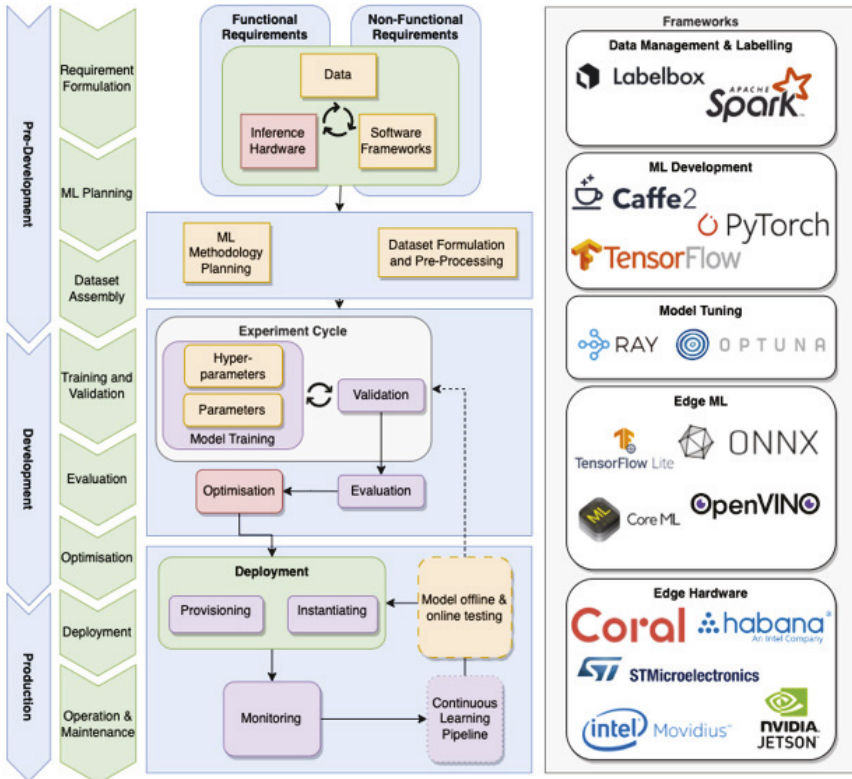 Pre-Development
Development
Production
Requirement
Formulation
ML Planning
Dataset
Assembly
Training and
Validation
Evaluation
Optimisation
Deployment
Operation &
Maintenance
Functional
Requirements
Non-Functional
Requirements
Data
Inference
Hardware
Software
Frameworks
ML
Methodology
Planning
Dataset Formulation
and Pre-Processing
Experiment Cycle
Hyper-
parameters
Parameters
Model Training
Validation
Optimisation
Evaluation
Deployment
Provisioning
Instantiating
Model offline &
online testing
Monitoring
Continuous
Learning
Pipeline
Frameworks
Data Management & Labelling
Labelbox
APACHE
Spark
ML Development
Caffe2
PyTorch
TensorFlow
Model Tuning
RAY
OPTUNA
Edge ML
TensorFlow Lite
ONNX
ML
Core ML
OpenVINO
Edge Hardware
Coral
habana
An Intel Company
ST
STMicroelectronics
intel
Movidius
NVIDIA.
JETSON